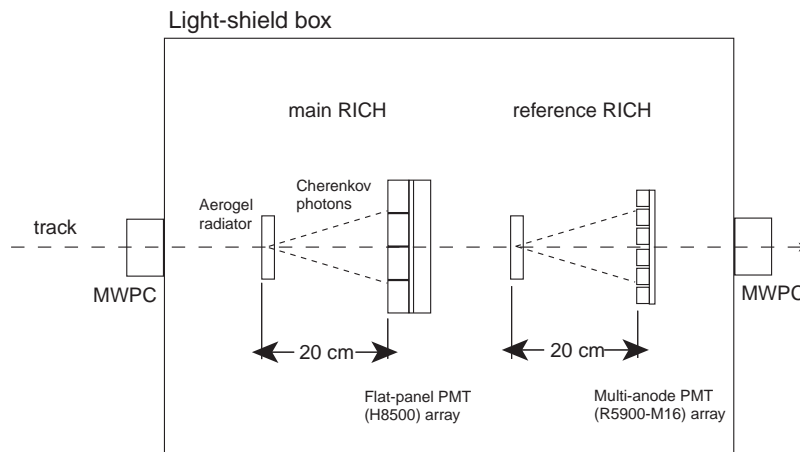 Light-shield box
main RICH
reference RICH
Aerogel
radiator
Cherenkov
photons
track
MWPC
MWPC
20 cm
20 cm
Flat-panel PMT
(H8500) array
Multi-anode PMT
(R5900-M16) array